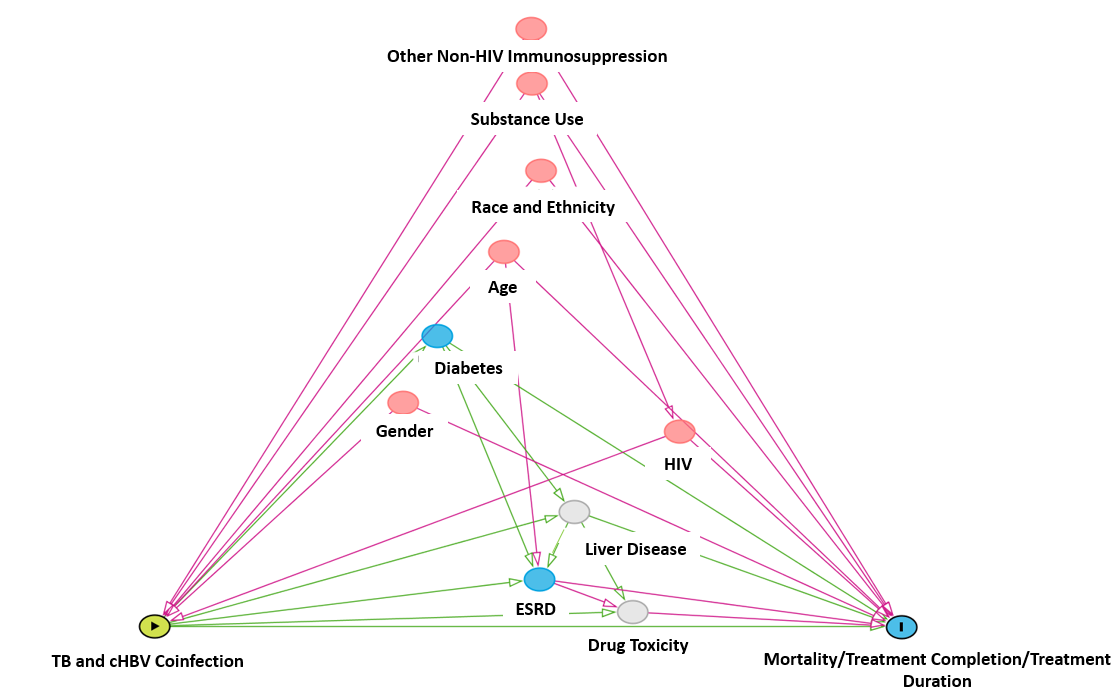 Other Non-HIV Immunosuppression
Substance Use
Race and Ethnicity
Age
Diabetes
Gender
HIV
Liver Disease
ESRD
Drug Toxicity
TB and cHBV Coinfection
Mortality/Treatment Completion/Treatment
Duration